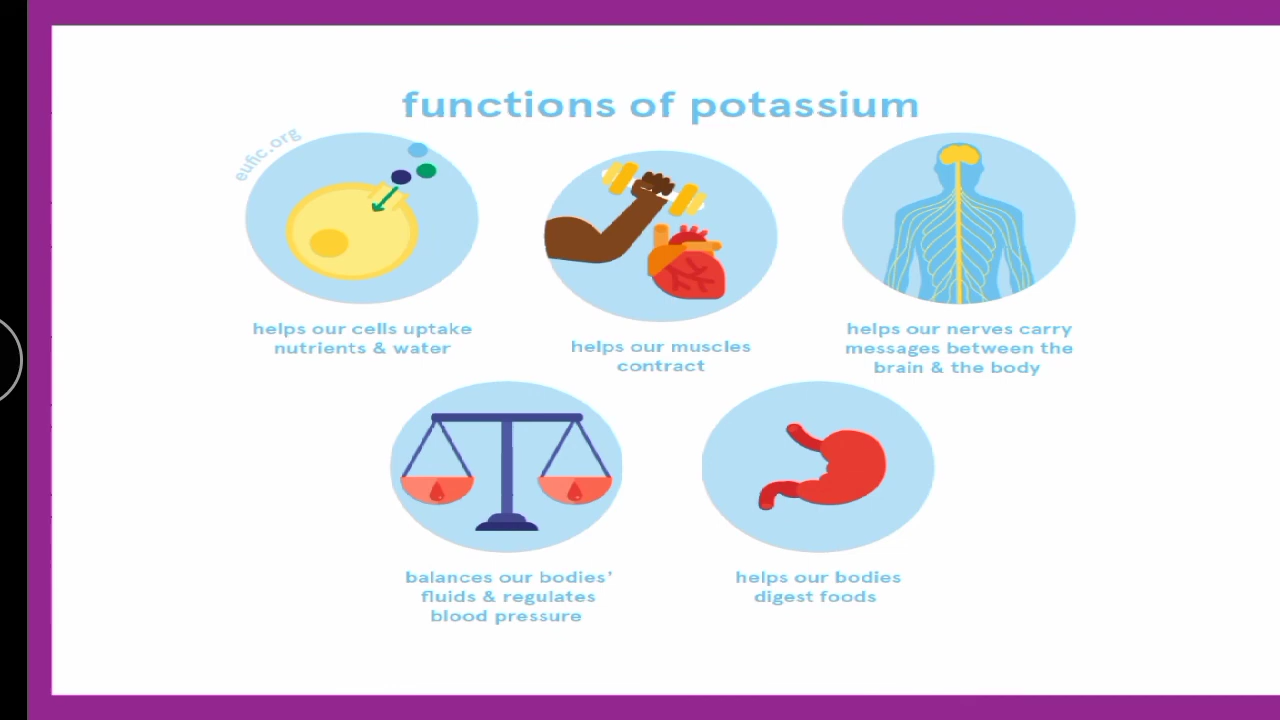 functions of potassium
eufic.org
helps our cells uptake
nutrients & water
helps our muscles
contract
helps our nerves carry
messages between the
brain & the body
balances our bodies’
fluids & regulates
blood pressure
helps our bodies
digest foods